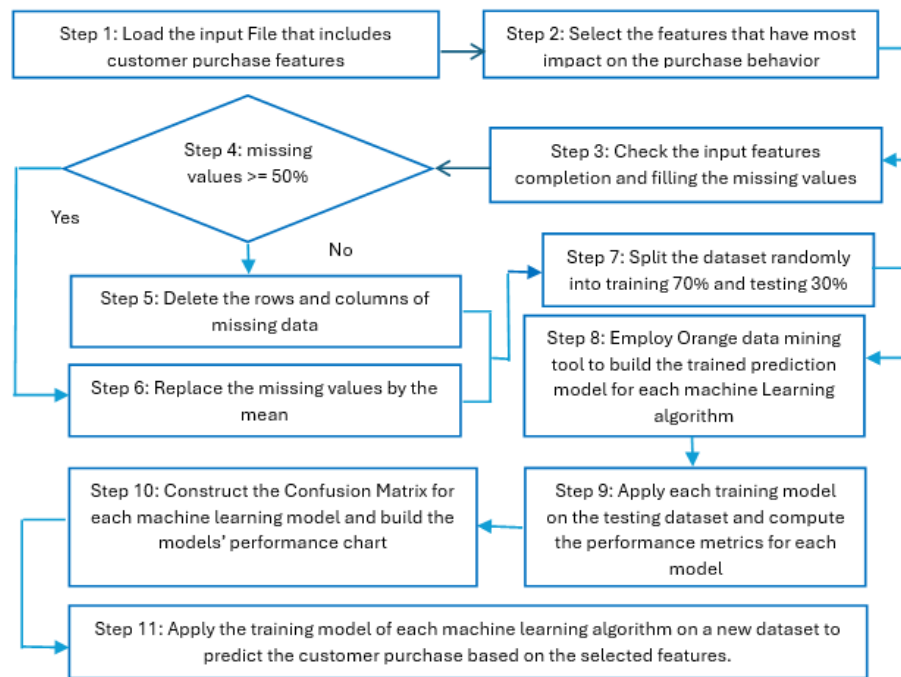 Step 1: Load the input File that includes
customer purchase features
Step 2: Select the features that have most
impact on the purchase behavior
Step 3: Check the input features
completion and filling the missing values
Step 4: missing
values >= 50%
Yes
No
Step 5: Delete the rows and columns of
missing data
Step 6: Replace the missing values by the
mean
Step 7: Split the dataset randomly
into training 70% and testing 30%
Step 8: Employ Orange data mining
tool to build the trained prediction
model for each machine Learning
algorithm
Step 9: Apply each training model
on the testing dataset and compute
the performance metrics for each
model
Step 10: Construct the Confusion Matrix for
each machine learning model and build the
models’ performance chart
Step 11: Apply the training model of each machine learning algorithm on a new dataset to
predict the customer purchase based on the selected features.